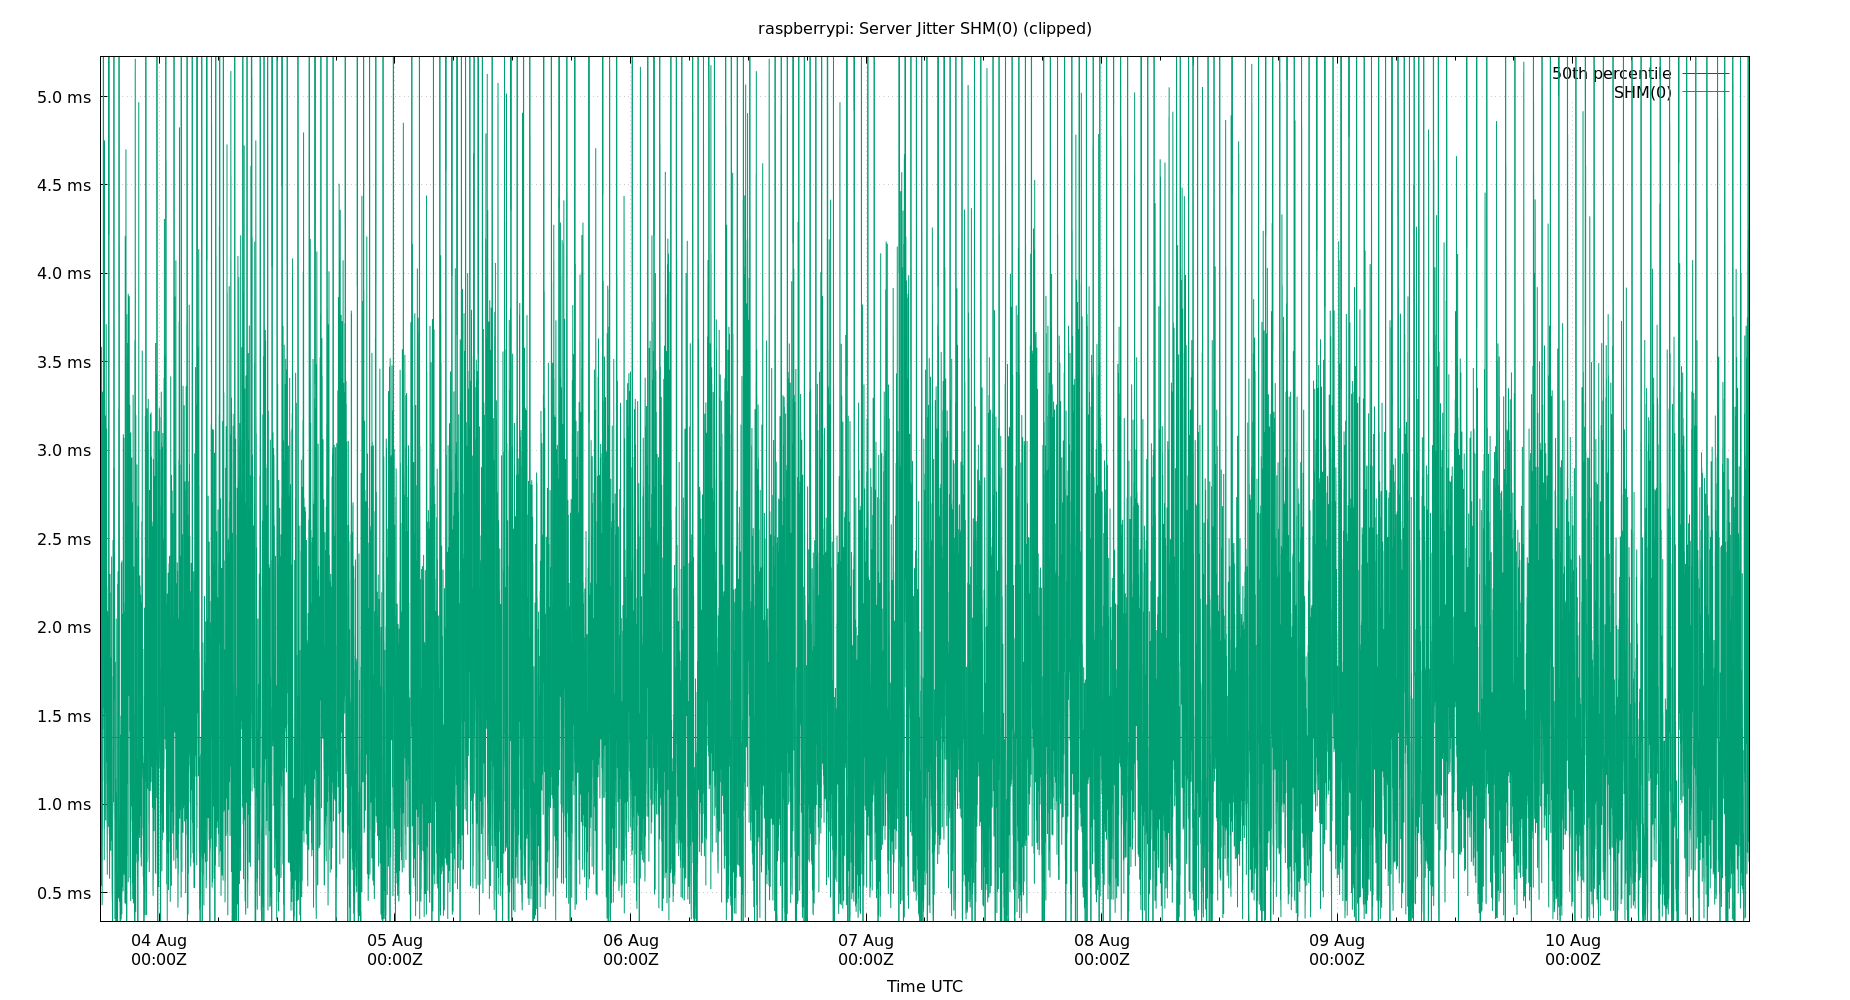 raspberrypi: Server Jitter SHM(0) (clipped)
50th percentile
SHM(0)
5.0 ms
4.5 ms
4.0 ms
3.5 ms
3.0 ms
2.5 ms
2.0 ms
1.5 ms
1.0 ms
0.5 ms
04 Aug 05 Aug 06 Aug 07 Aug 08 Aug 09 Aug 10 Aug
00:00Z 00:00Z 00:00Z 00:00Z 00:00Z 00:00Z 00:00Z
Time UTC